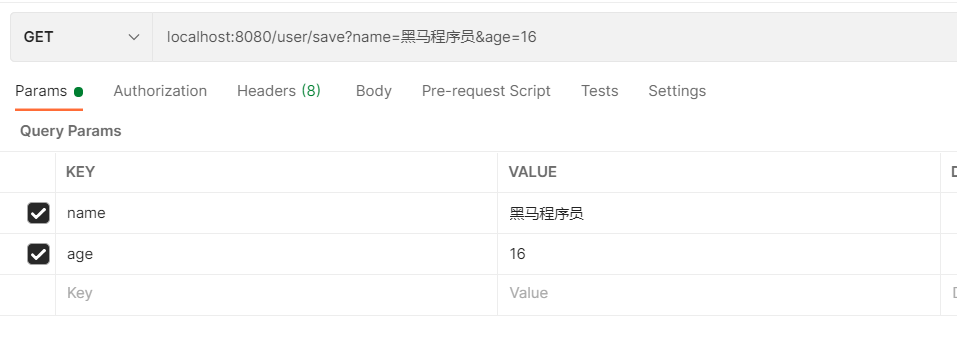 GET localhost:8080/user/save?name=黑马程序员&age=16
Params Authorization Headers (8) Body Pre-request Script Tests Settings
Query Params
KEY VALUE D
name 黑马程序员
age 16
Key Value D